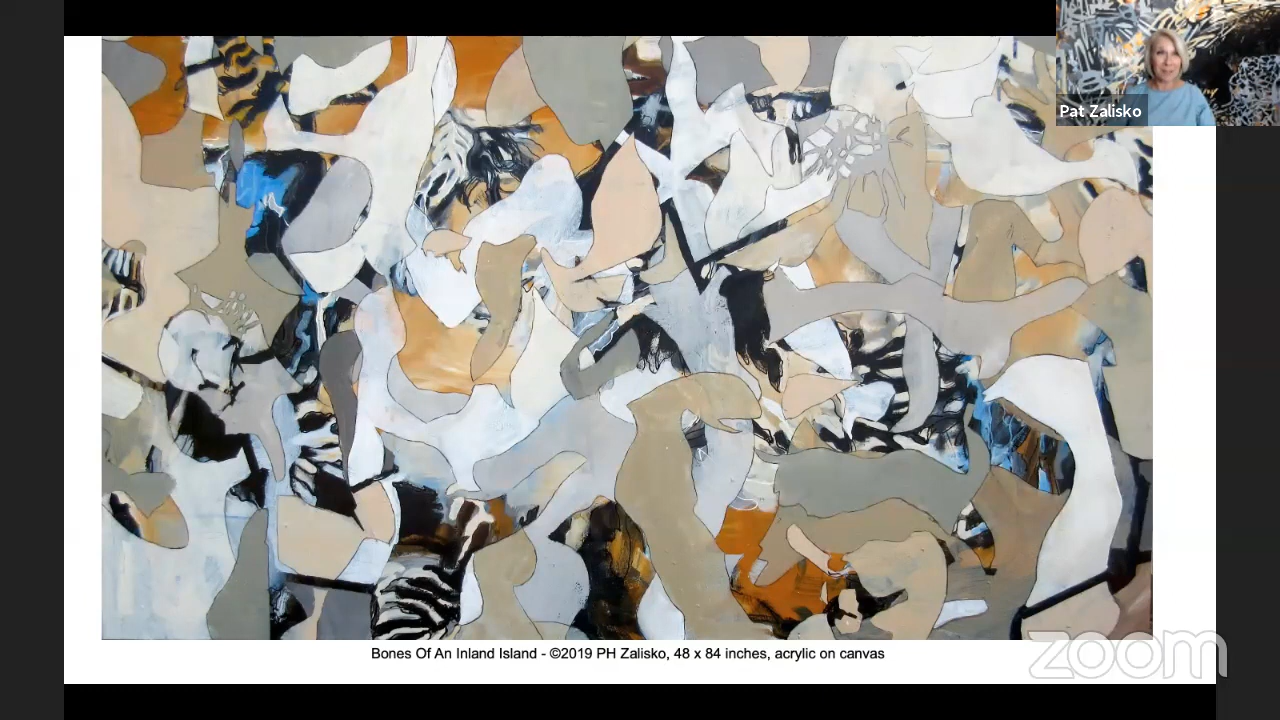 Pat Zalisko
Bones Of An Inland Island - ©2019 PH Zalisko, 48 x 84 inches, acrylic on canvas
zoom